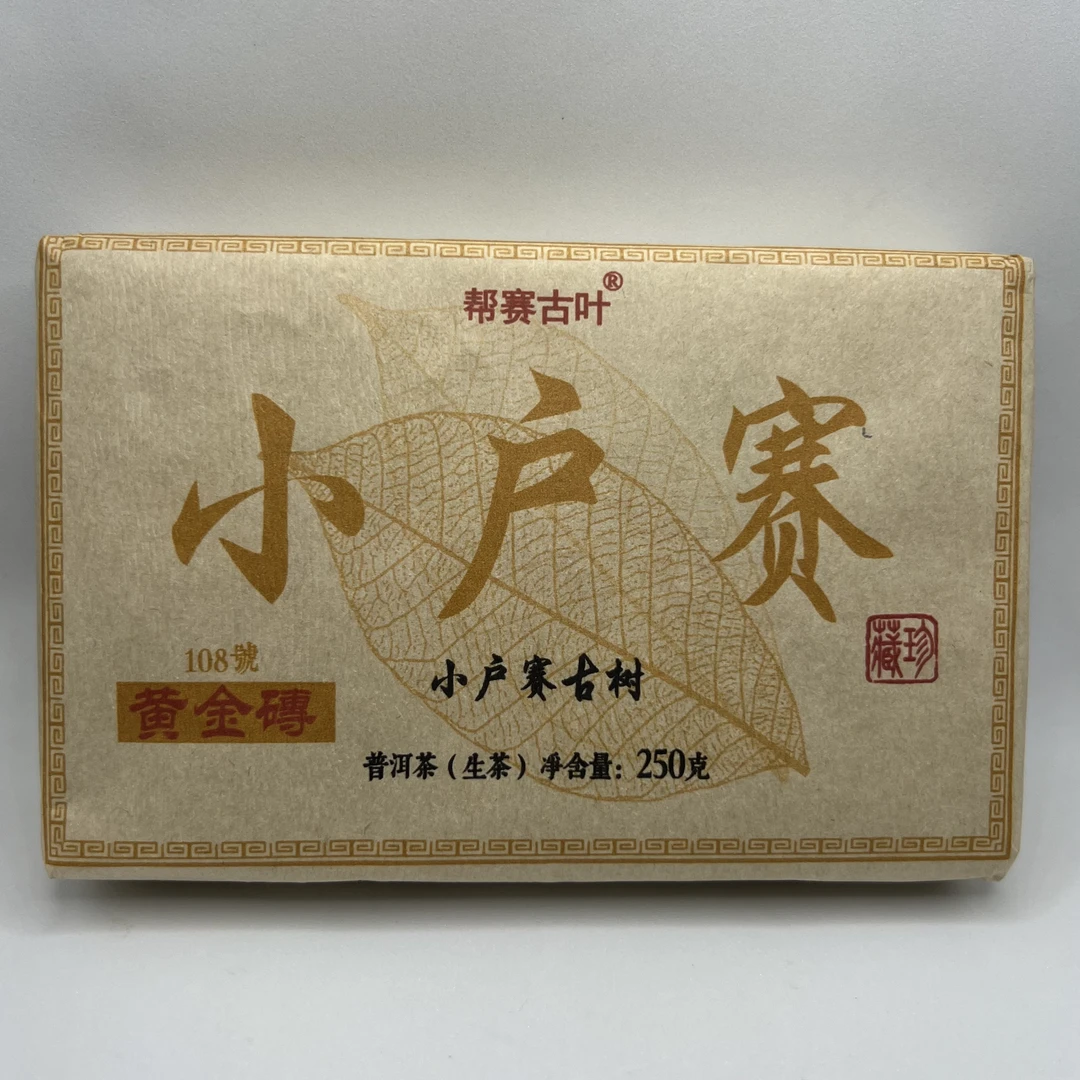 帮赛古叶®
小户赛
珍藏
108號
黄金磚
小户赛古树
普洱茶（生茶）凈含量：250克